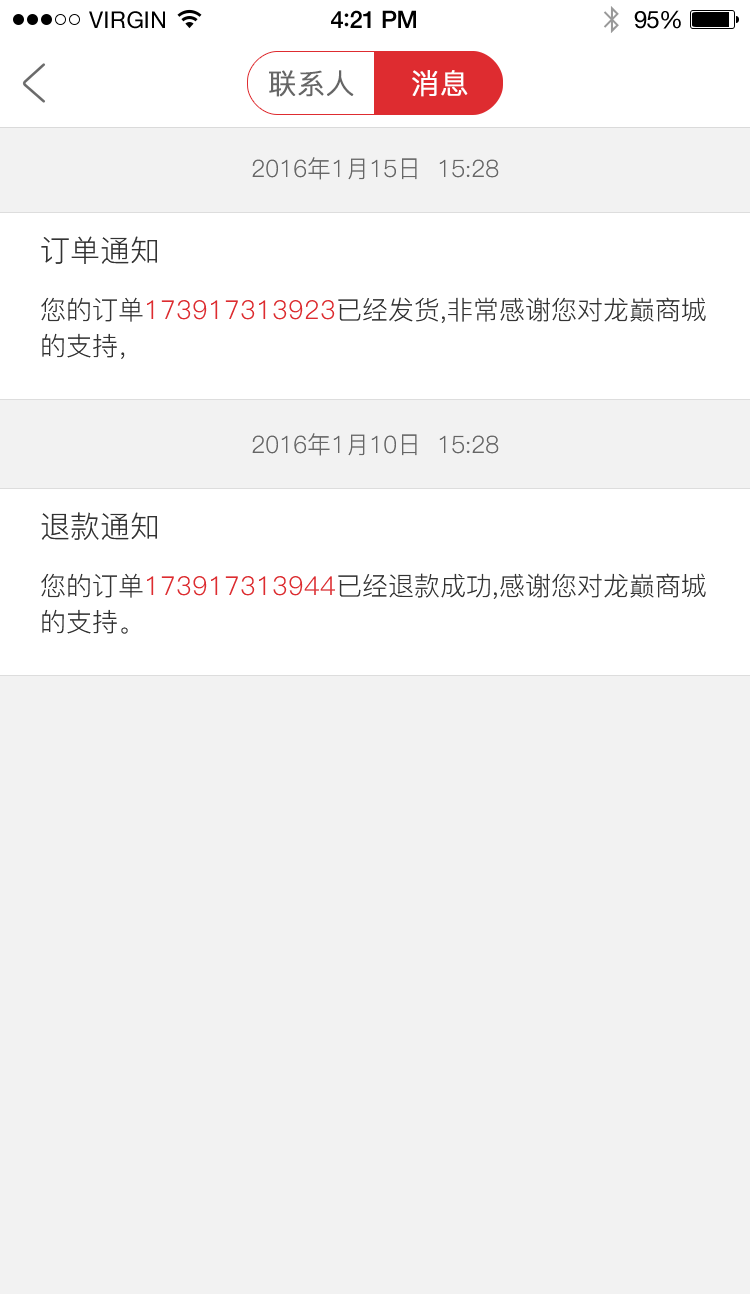 VIRGIN 4:21 PM 95%
联系人 消息
2016年1月15日 15:28
订单通知
您的订单173917313923已经发货,非常感谢您对龙巅商城
的支持,
2016年1月10日 15:28
退款通知
您的订单173917313944已经退款成功,感谢您对龙巅商城
的支持。